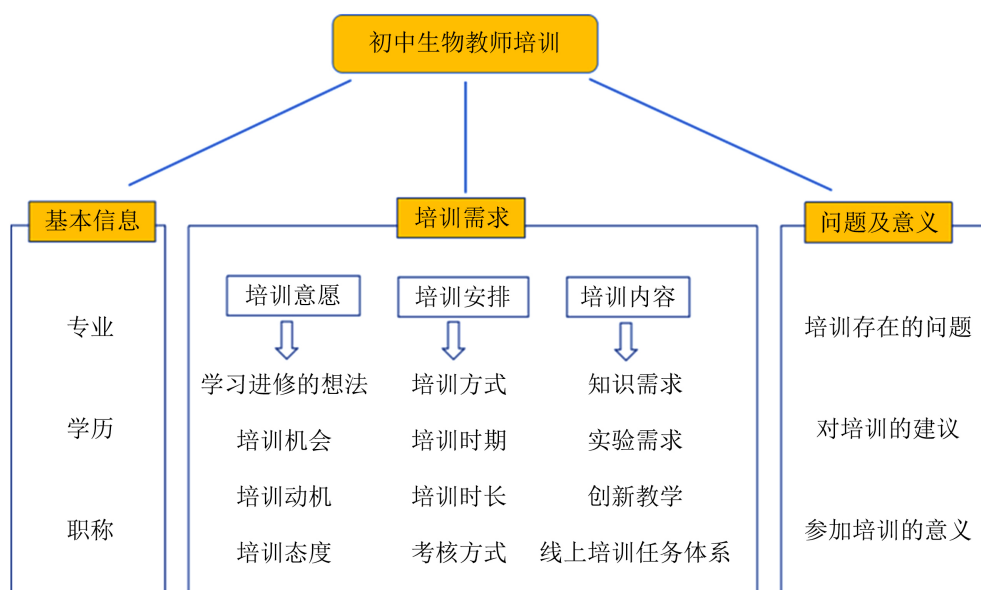 初中生物教师培训
基本信息
专业
学历
职称
培训需求
培训意愿
学习进修的想法
培训机会
培训动机
培训态度
培训安排
培训方式
培训时期
培训时长
考核方式
培训内容
知识需求
实验需求
创新教学
线上培训任务体系
问题及意义
培训存在的问题
对培训的建议
参加培训的意义